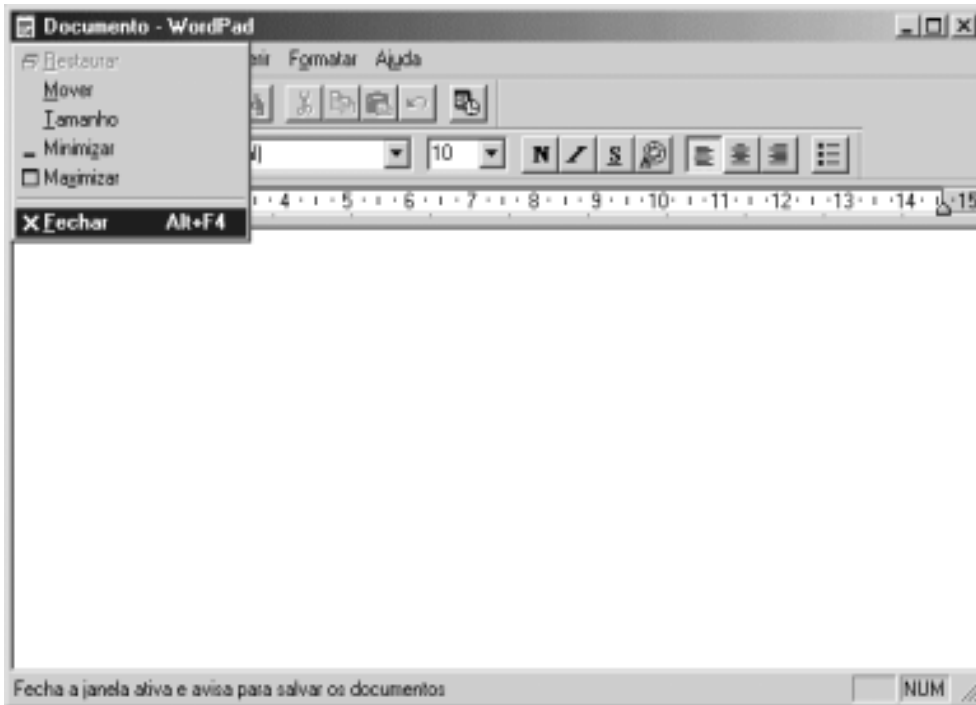 Documento - WordPad
Restaurar
Mover
Tamanho
Minimizar
Maximizar
Fechar Alt+F4
Formatar Ajuda
10
N I S
4 5 6 7 8 9 10 11 12 13 14 15
Fecha a janela ativa e avisa para salvar os documentos
NUM